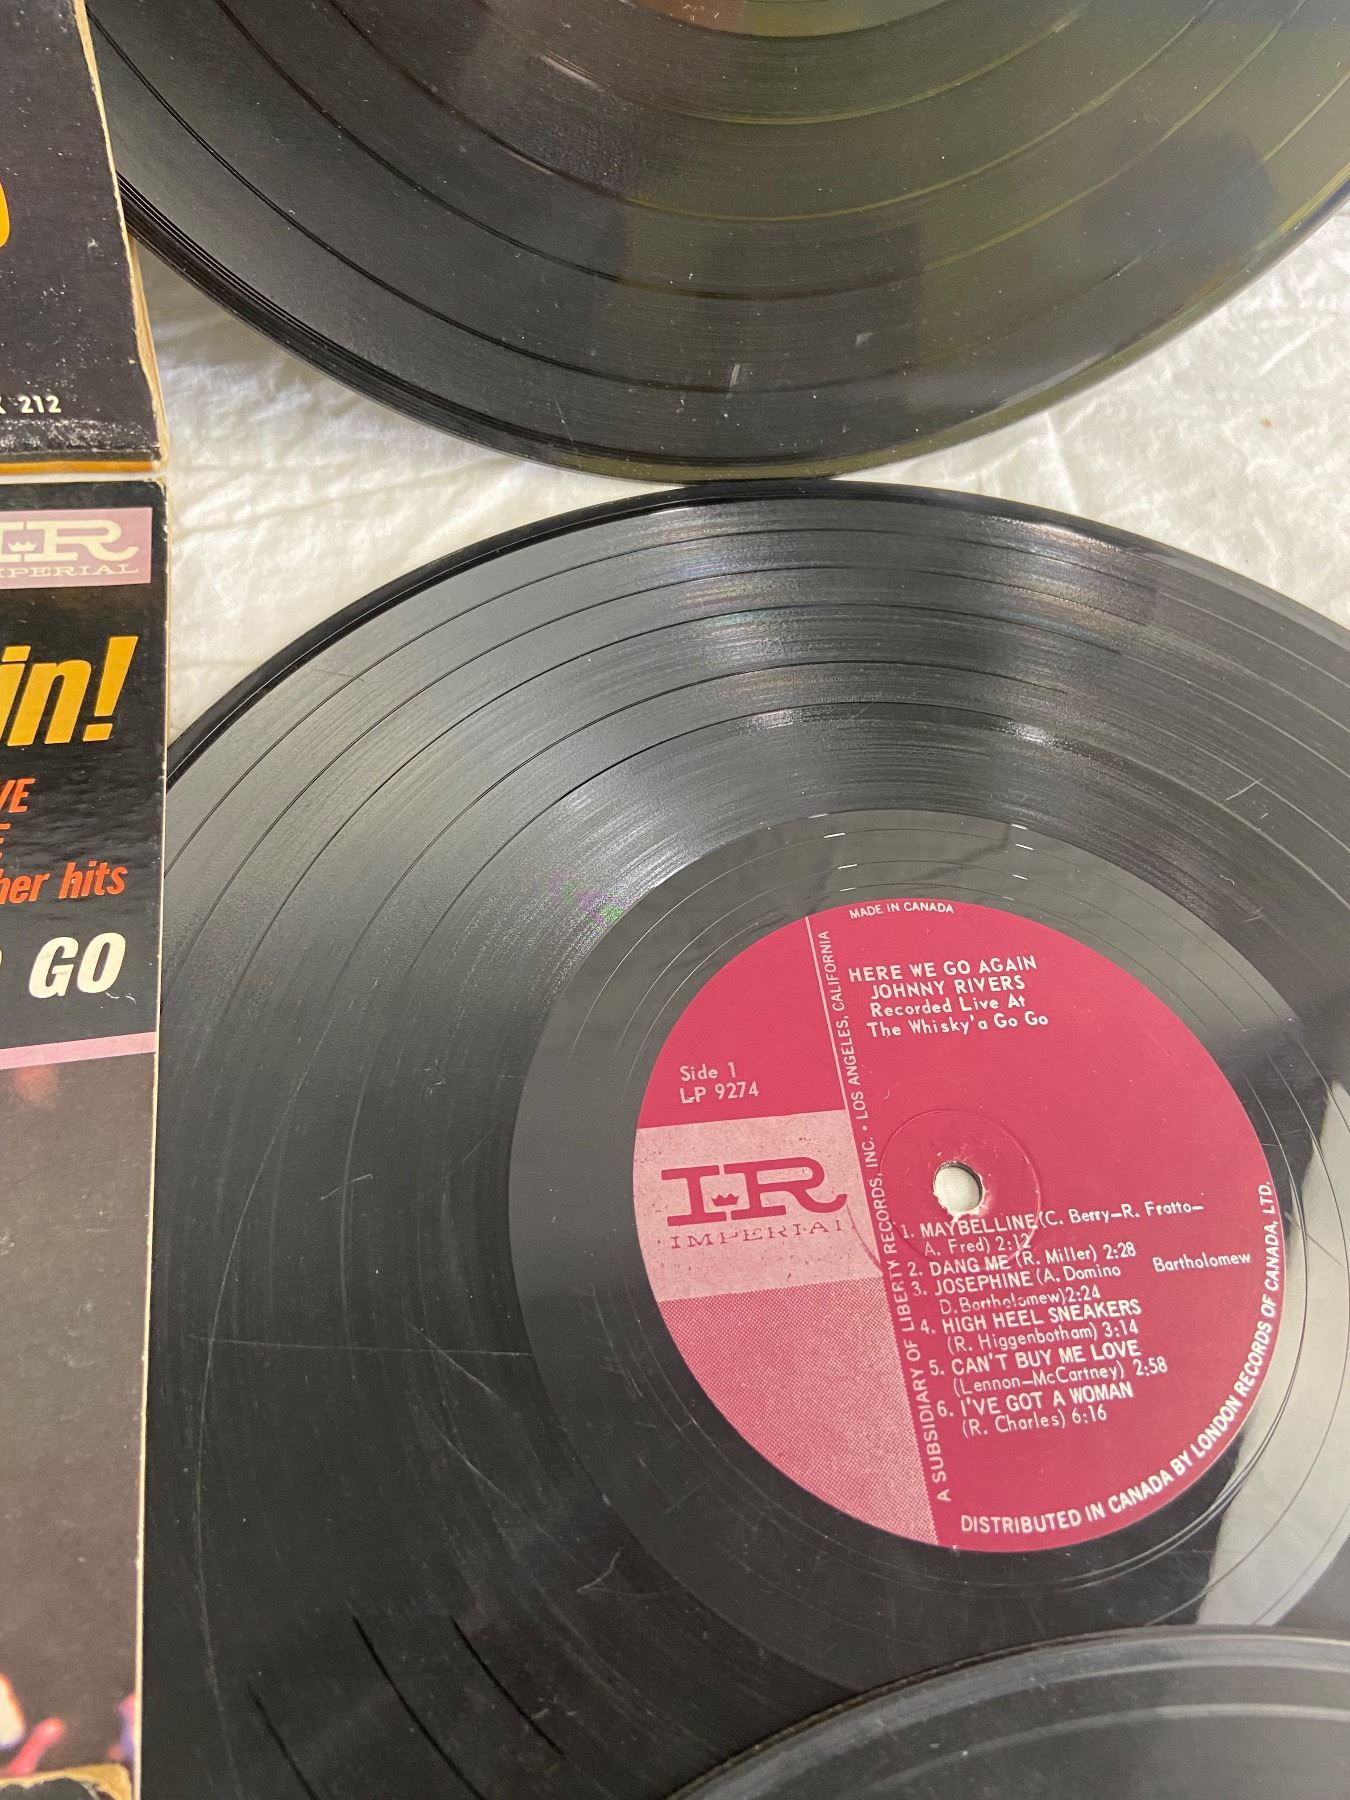 212
IR
IMPERIAL
in!
VE
E
her hits
GO
MADE IN CANADA
HERE WE GO AGAIN
JOHNNY RIVERS
Recorded Live At
The Whisky'a Go Go
Side 1
LP 9274
IR
IMPERIAL
A SUBSIDIARY OF LIBERTY RECORDS, INC. • LOS ANGELES, CALIFORNIA
1. MAYBELLINE (C. Berry—R. Fratto—
A. Fred) 2:12
2. DANG ME (R. Miller) 2:28
3. JOSEPHINE (A. Domino Bartholomew
D. Bartholomew) 2:24
4. HIGH HEEL SNEAKERS
(R. Higgenbotham) 3:14
5. CAN'T BUY ME LOVE
(Lennon—McCartney) 2:58
6. I'VE GOT A WOMAN
(R. Charles) 6:16
DISTRIBUTED IN CANADA BY LONDON RECORDS OF CANADA, LTD.